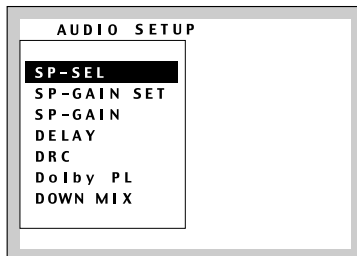 AUDIO SETUP
SP-SEL
SP-GAIN SET
SP-GAIN
DELAY
DRC
Dolby PL
DOWN MIX